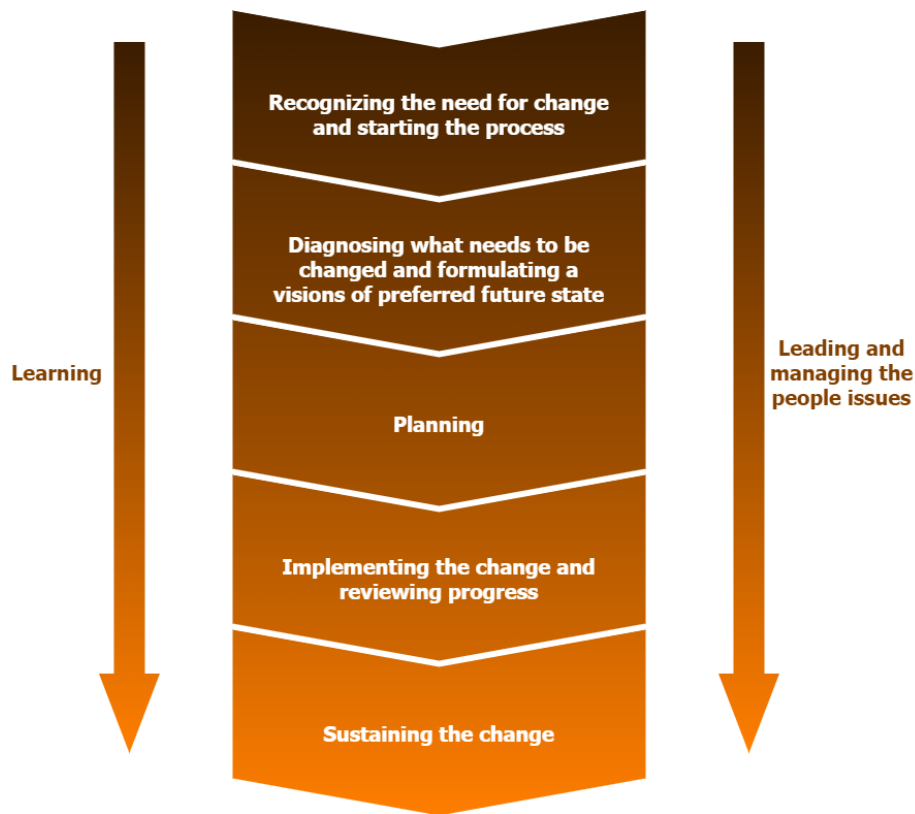 Recognizing the need for change
and starting the process
Diagnosing what needs to be
changed and formulating a
visions of preferred future state
Learning
Leading and
managing the
people issues
Planning
Implementing the change and
reviewing progress
Sustaining the change